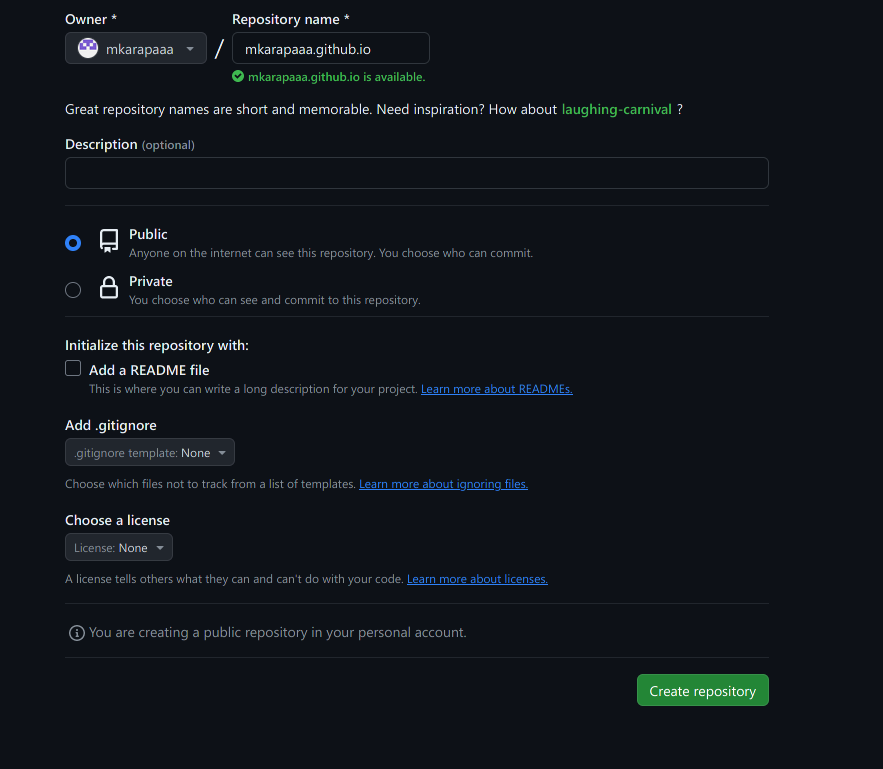 Owner * Repository name *
mkarapaaa / mkarapaaa.github.io
mkarapaaa.github.io is available.
Great repository names are short and memorable. Need inspiration? How about laughing-carnival ?
Description (optional)
Public
Anyone on the internet can see this repository. You choose who can commit.
Private
You choose who can see and commit to this repository.
Initialize this repository with:
Add a README file
This is where you can write a long description for your project. Learn more about READMEs.
Add .gitignore
.gitignore template: None
Choose which files not to track from a list of templates. Learn more about ignoring files.
Choose a license
License: None
A license tells others what they can and can't do with your code. Learn more about licenses.
You are creating a public repository in your personal account.
Create repository